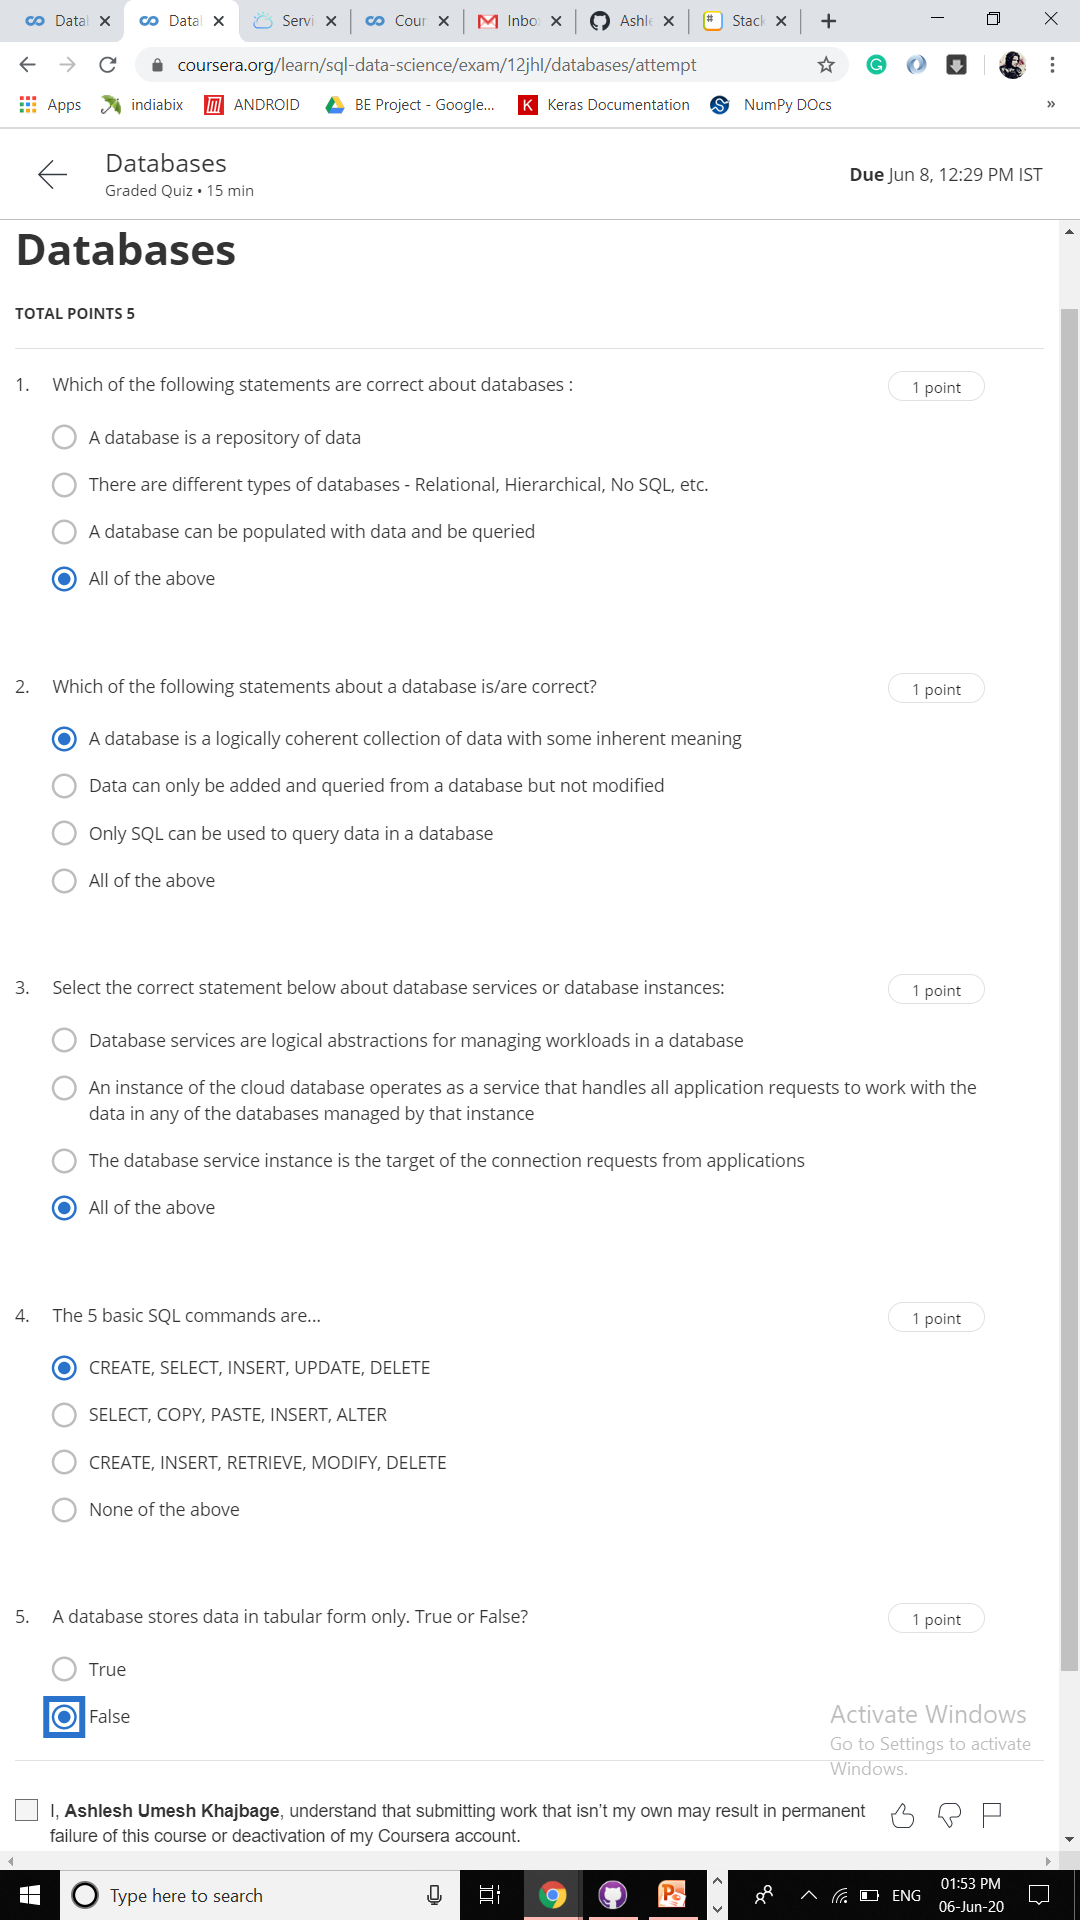 Datal
Datal
Servi
Cour
Inbo
Ashle
Stack
coursera.org/learn/sql-data-science/exam/12jhl/databases/attempt
Apps
indiabix
ANDROID
BE Project - Google...
K
Keras Documentation
NumPy DOcs
»
Databases
Graded Quiz • 15 min
Due Jun 8, 12:29 PM IST
Databases
TOTAL POINTS 5
1. Which of the following statements are correct about databases :
1 point
A database is a repository of data
There are different types of databases - Relational, Hierarchical, No SQL, etc.
A database can be populated with data and be queried
All of the above
2. Which of the following statements about a database is/are correct?
1 point
A database is a logically coherent collection of data with some inherent meaning
Data can only be added and queried from a database but not modified
Only SQL can be used to query data in a database
All of the above
3. Select the correct statement below about database services or database instances:
1 point
Database services are logical abstractions for managing workloads in a database
An instance of the cloud database operates as a service that handles all application requests to work with the
data in any of the databases managed by that instance
The database service instance is the target of the connection requests from applications
All of the above
4. The 5 basic SQL commands are...
1 point
CREATE, SELECT, INSERT, UPDATE, DELETE
SELECT, COPY, PASTE, INSERT, ALTER
CREATE, INSERT, RETRIEVE, MODIFY, DELETE
None of the above
5. A database stores data in tabular form only. True or False?
1 point
True
False
Activate Windows
Go to Settings to activate
Windows.
I, Ashlesh Umesh Khajbage, understand that submitting work that isn't my own may result in permanent
failure of this course or deactivation of my Coursera account.
Type here to search
ENG
01:53 PM
06-Jun-20